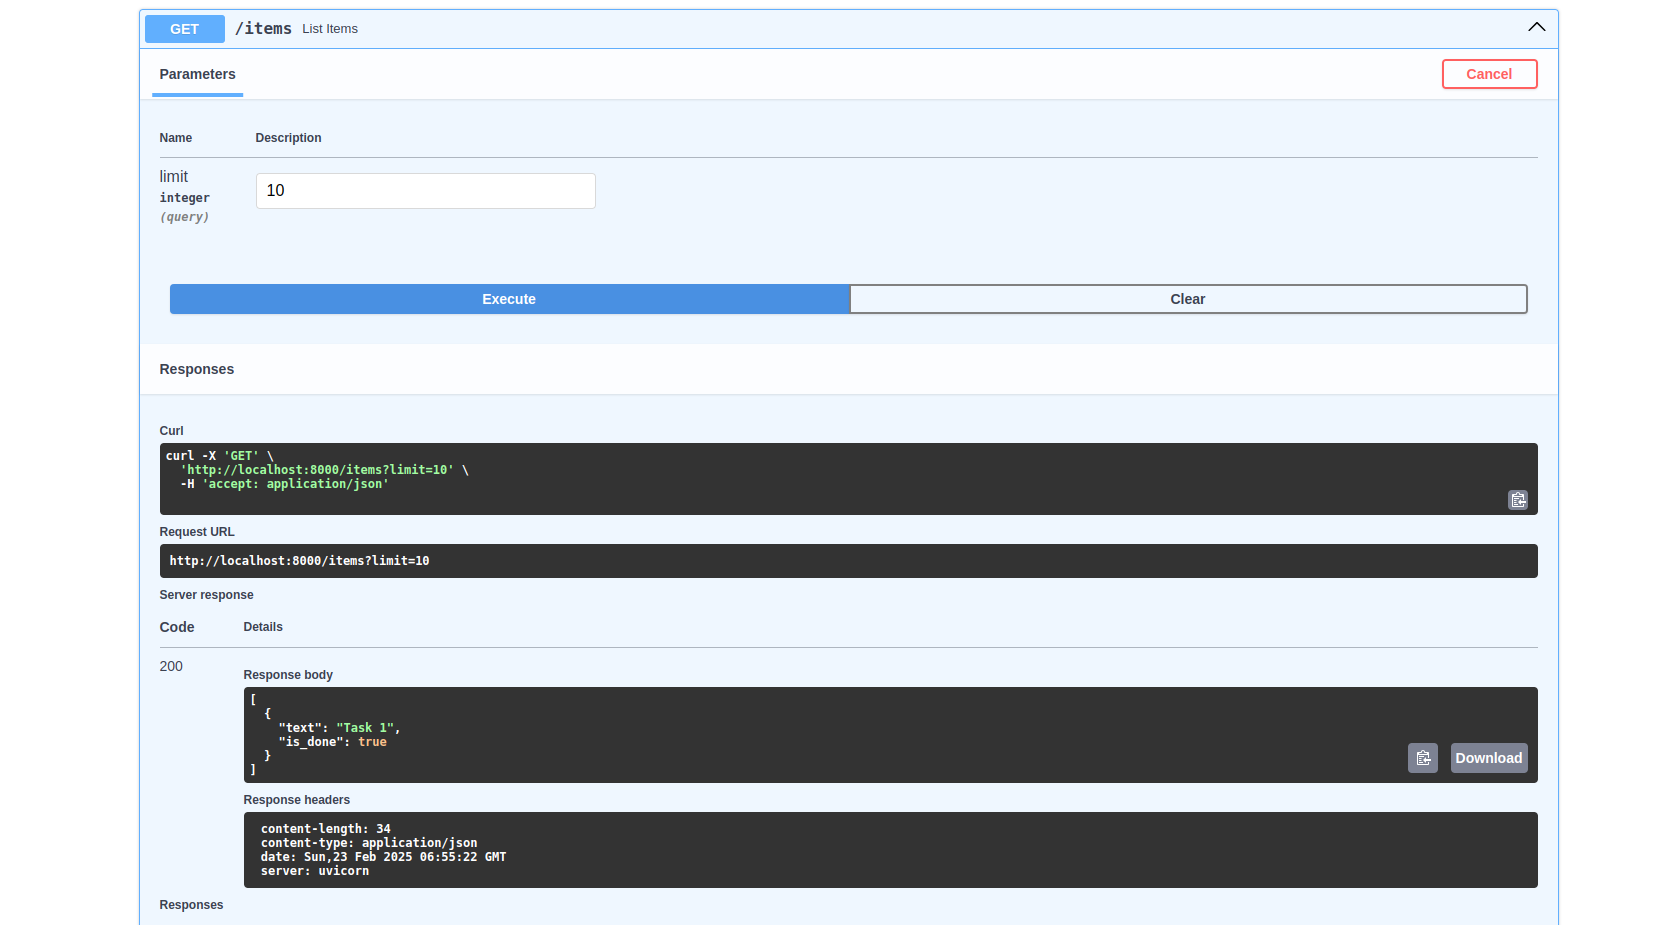 GET /items List Items
Parameters Cancel
Name Description
limit
integer
(query)
10
Execute Clear
Responses
Curl
curl -X 'GET' \
  'http://localhost:8000/items?limit=10' \
  -H 'accept: application/json'
Request URL
http://localhost:8000/items?limit=10
Server response
Code Details
200
Response body
[
  {
    "text": "Task 1",
    "is_done": true
  }
]
Download
Response headers
content-length: 34
content-type: application/json
date: Sun,23 Feb 2025 06:55:22 GMT
server: uvicorn
Responses